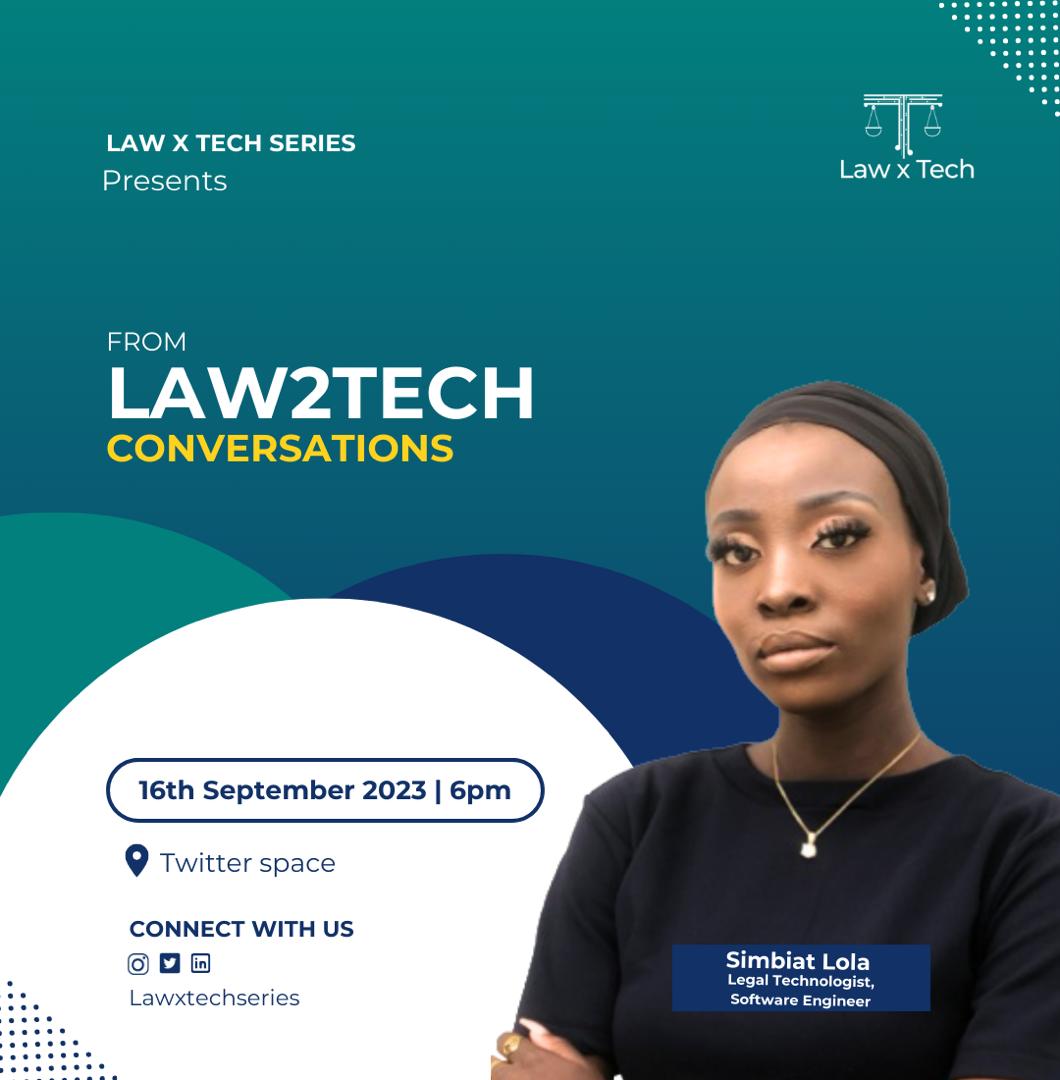 LAW X TECH SERIES
Presents
Law x Tech
FROM
LAW2TECH
CONVERSATIONS
16th September 2023 | 6pm
Twitter space
CONNECT WITH US
Lawxtechseries
Simbiat Lola
Legal Technologist,
Software Engineer